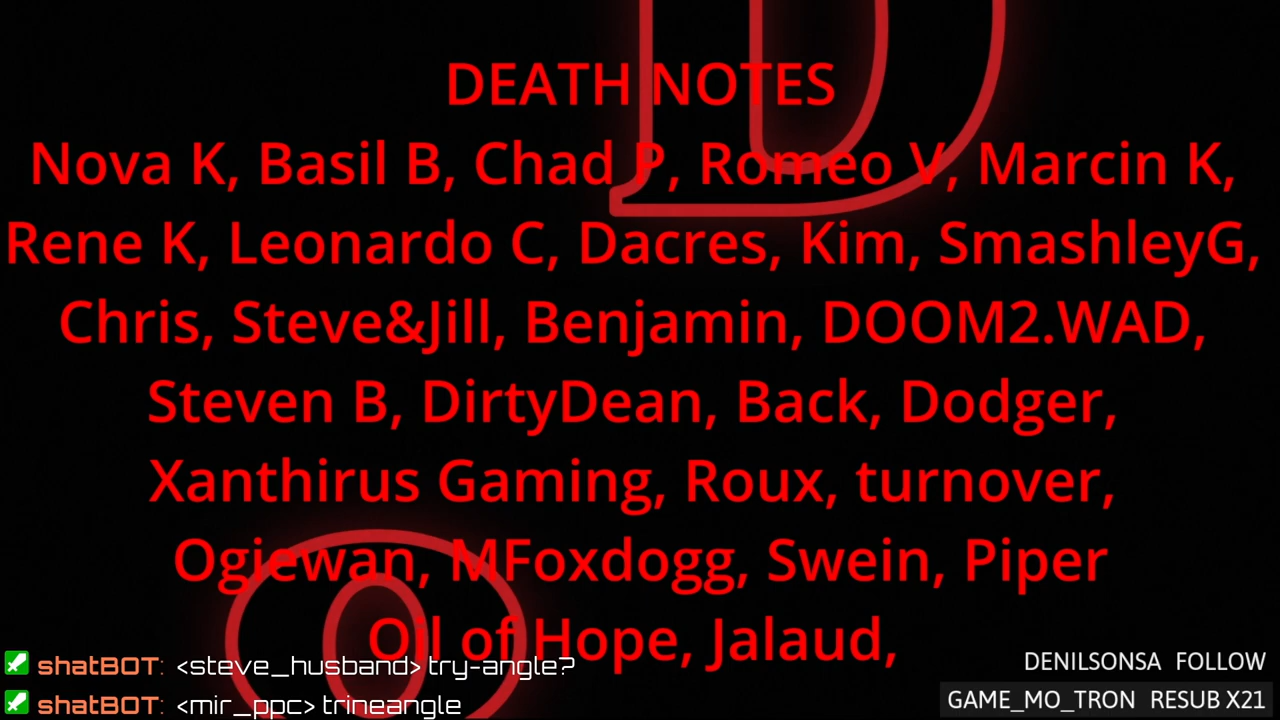 DEATH NOTES
Nova K, Basil B, Chad P, Romeo V, Marcin K,
Rene K, Leonardo C, Dacres, Kim, SmashleyG,
Chris, Steve&Jill, Benjamin, DOOM2.WAD,
Steven B, DirtyDean, Back, Dodger,
Xanthirus Gaming, Roux, turnover,
Ogiewan, MFoxdogg, Swein, Piper
Oil of Hope, Jalaud,
shatBOT: <steve_husband> try-angle?
shatBOT: <mir_ppc> trineangle
DENILSONSA FOLLOW
GAME_MO_TRON RESUB X21